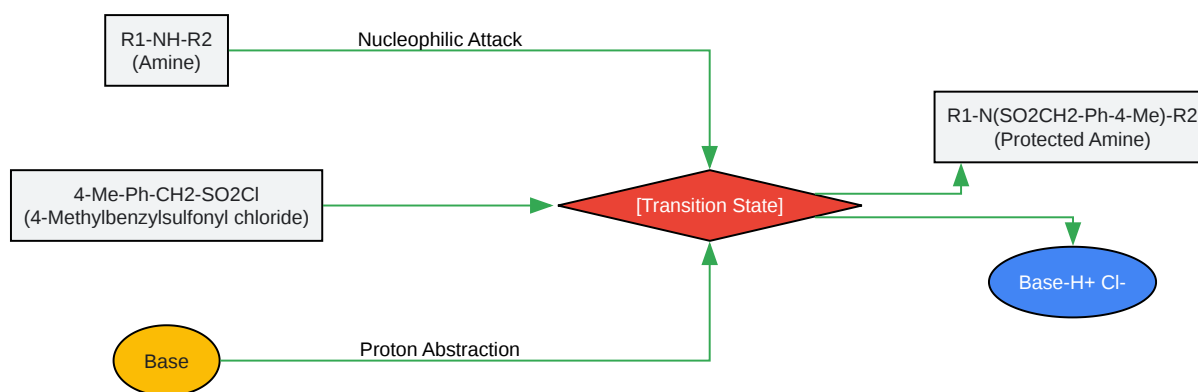 R1-NH-R2
(Amine)
Nucleophilic Attack
R1-N(SO2CH2-Ph-4-Me)-R2
(Protected Amine)
4-Me-Ph-CH2-SO2Cl
(4-Methylbenzylsulfonyl chloride)
[Transition State]
Base-H+ Cl-
Base
Proton Abstraction